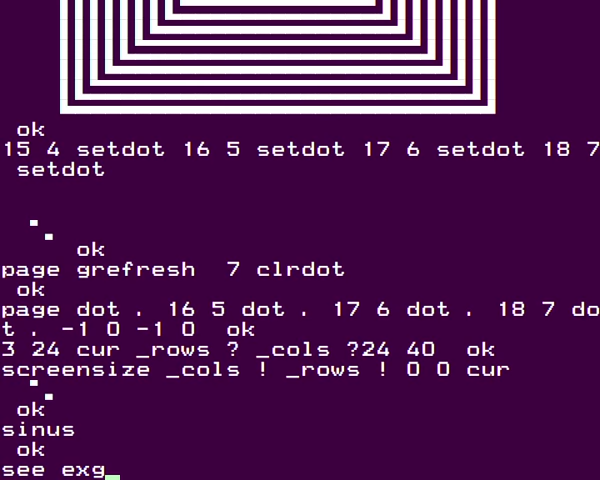 ok
15 4 setdot 16 5 setdot 17 6 setdot 18 7
setdot
ok
page grefresh  7 clrdot
ok
page dot . 16 5 dot . 17 6 dot . 18 7 do
t . -1 0 -1 0  ok
3 24 cur _rows ? _cols ?24 40  ok
screensize _cols ! _rows ! 0 0 cur
ok
sinus
ok
see exg